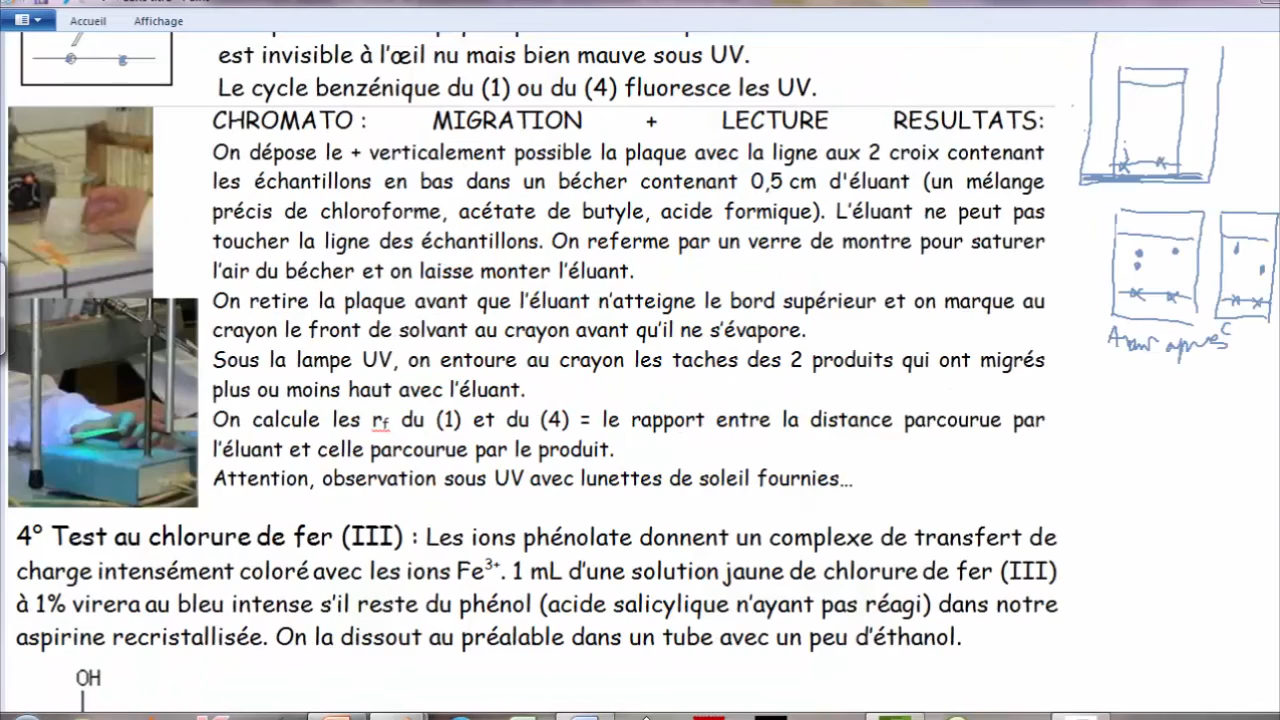 Accueil Affichage
est invisible à l'œil nu mais bien mauve sous UV.
Le cycle benzénique du (1) ou du (4) fluoresce les UV.
CHROMATO : MIGRATION + LECTURE RESULTATS:
On dépose le + verticalement possible la plaque avec la ligne aux 2 croix contenant
les échantillons en bas dans un bécher contenant 0,5 cm d'éluant (un mélange
précis de chloroforme, acétate de butyle, acide formique). L'éluant ne peut pas
toucher la ligne des échantillons. On referme par un verre de montre pour saturer
l'air du bécher et on laisse monter l'éluant.
On retire la plaque avant que l'éluant n'atteigne le bord supérieur et on marque au
crayon le front de solvant au crayon avant qu'il ne s'évapore.
Sous la lampe UV, on entoure au crayon les taches des 2 produits qui ont migrés
plus ou moins haut avec l'éluant.
On calcule les rf du (1) et du (4) = le rapport entre la distance parcourue par
l'éluant et celle parcourue par le produit.
Attention, observation sous UV avec lunettes de soleil fournies…
après
4° Test au chlorure de fer (III) : Les ions phénolate donnent un complexe de transfert de
charge intensément coloré avec les ions Fe³⁺. 1 mL d'une solution jaune de chlorure de fer (III)
à 1% virera au bleu intense s'il reste du phénol (acide salicylique n'ayant pas réagi) dans notre
aspirine recristallisée. On la dissout au préalable dans un tube avec un peu d'éthanol.
OH